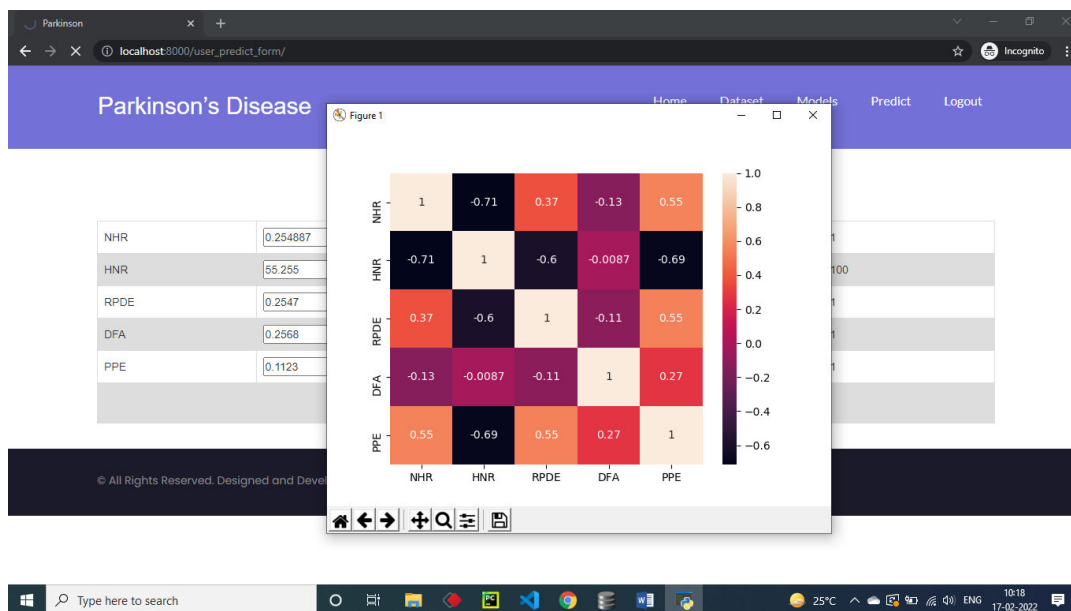 Parkinson
localhost:8000/user_predict_form/
Incognito
Parkinson's Disease
Home Dataset Models Predict Logout
Figure 1
NHR 0.254887 1
HNR 55.255 100
RPDE 0.2547 1
DFA 0.2568 1
PPE 0.1123 1
NHR 1 -0.71 0.37 -0.13 0.55
HNR -0.71 1 -0.6 -0.0087 -0.69
RPDE 0.37 -0.6 1 -0.11 0.55
DFA -0.13 -0.0087 -0.11 1 0.27
PPE 0.55 -0.69 0.55 0.27 1
NHR HNR RPDE DFA PPE
1.0
0.8
0.6
0.4
0.2
0.0
−0.2
−0.4
−0.6
© All Rights Reserved. Designed and Deve
Type here to search
25°C ENG 10:18
17-02-2022